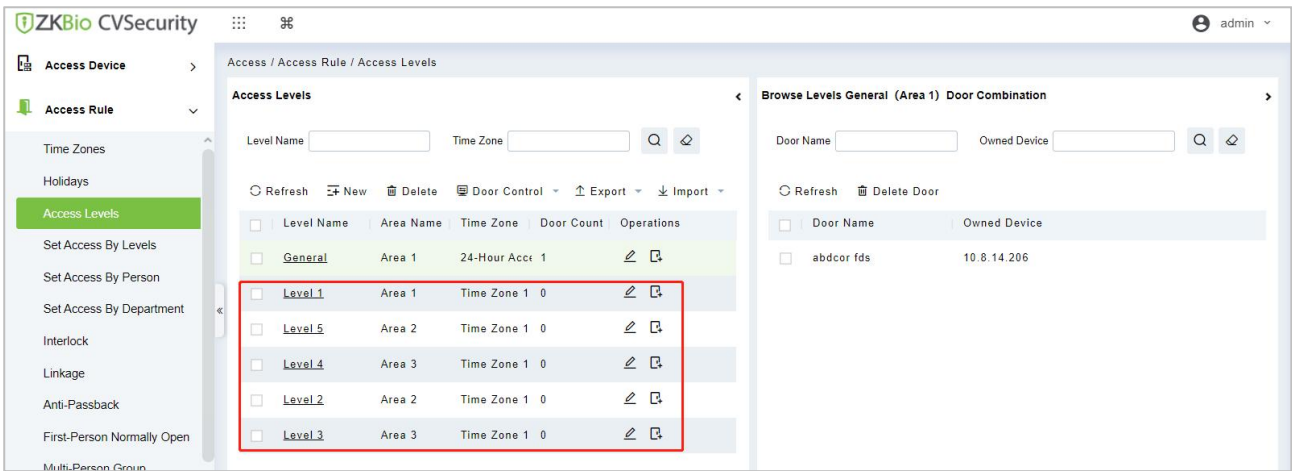 ZKBio CVSecurity
admin
Access Device
Access Rule
Time Zones
Holidays
Access Levels
Set Access By Levels
Set Access By Person
Set Access By Department
Interlock
Linkage
Anti-Passback
First-Person Normally Open
Multi-Person Group
Access / Access Rule / Access Levels
Access Levels
Level Name Time Zone
Refresh New Delete Door Control Export Import
Level Name Area Name Time Zone Door Count Operations
General Area 1 24-Hour Acce 1
Level 1 Area 1 Time Zone 1 0
Level 5 Area 2 Time Zone 1 0
Level 4 Area 3 Time Zone 1 0
Level 2 Area 2 Time Zone 1 0
Level 3 Area 3 Time Zone 1 0
Browse Levels General (Area 1) Door Combination
Door Name Owned Device
Refresh Delete Door
Door Name Owned Device
abdcor fds 10.8.14.206